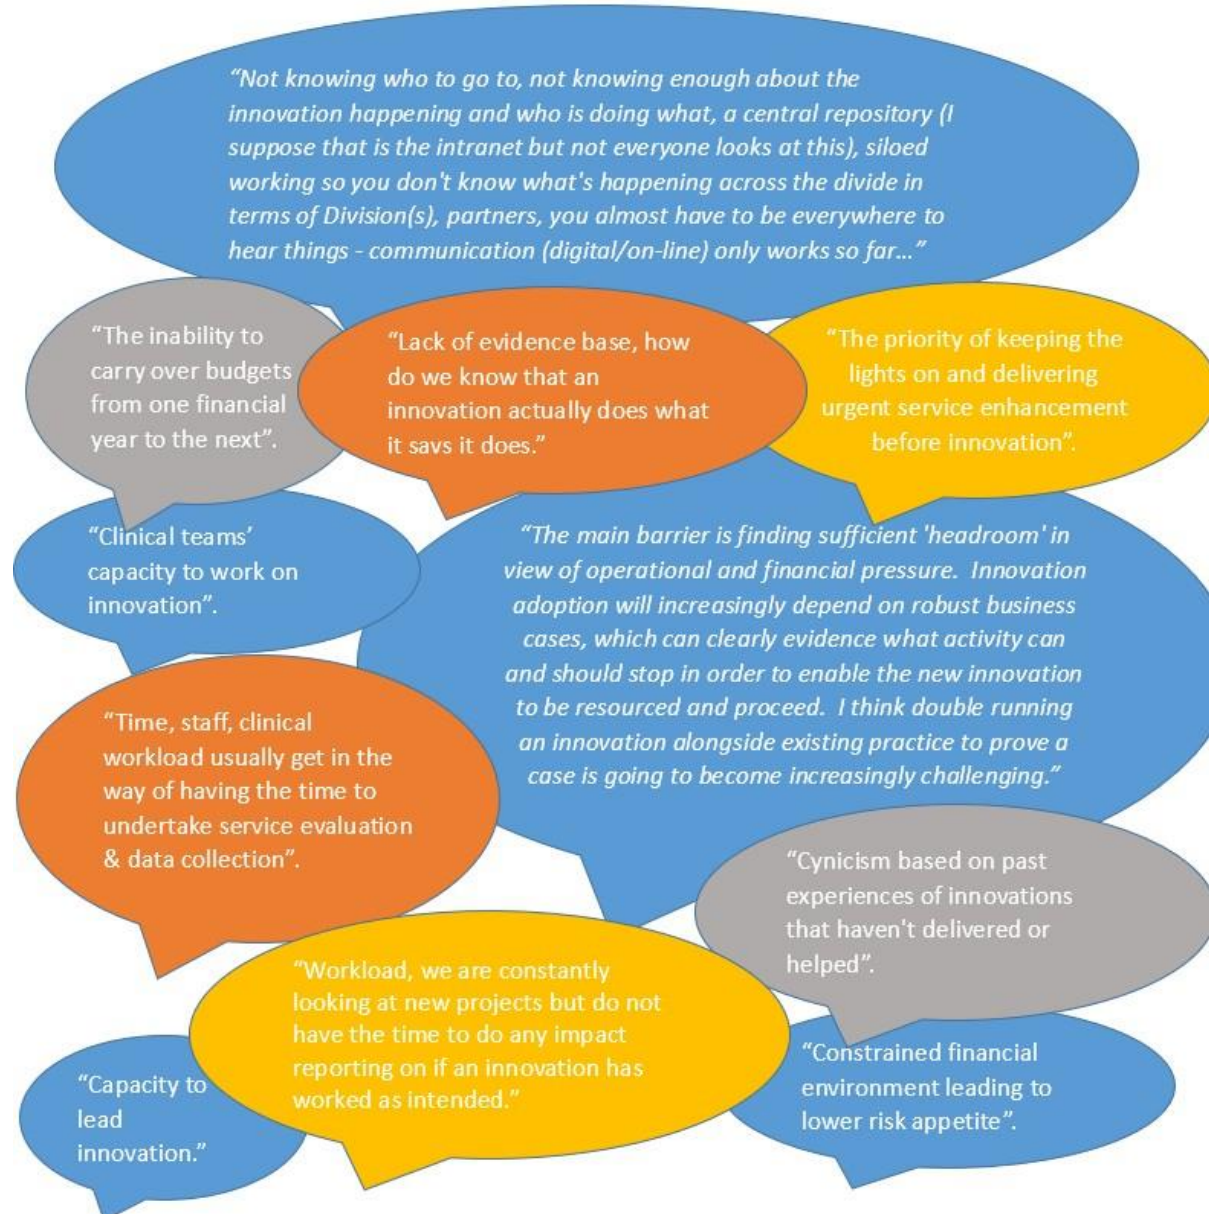 “Not knowing who to go to, not knowing enough about the
innovation happening and who is doing what, a central repository (I
suppose that is the intranet but not everyone looks at this), siloed
working so you don't know what's happening across the divide in
terms of Division(s), partners, you almost have to be everywhere to
hear things - communication (digital/on-line) only works so far…”
“The inability to
carry over budgets
from one financial
year to the next”.
“Lack of evidence base, how
do we know that an
innovation actually does what
it says it does.”
“The priority of keeping the
lights on and delivering
urgent service enhancement
before innovation”.
“Clinical teams’
capacity to work on
innovation”.
“The main barrier is finding sufficient 'headroom' in
view of operational and financial pressure.  Innovation
adoption will increasingly depend on robust business
cases, which can clearly evidence what activity can
and should stop in order to enable the new innovation
to be resourced and proceed.  I think double running
an innovation alongside existing practice to prove a
case is going to become increasingly challenging.”
“Time, staff, clinical
workload usually get in the
way of having the time to
undertake service evaluation
& data collection”.
“Cynicism based on past
experiences of innovations
that haven't delivered or
helped”.
“Workload, we are constantly
looking at new projects but do not
have the time to do any impact
reporting on if an innovation has
worked as intended.”
“Capacity to
lead
innovation.”
“Constrained financial
environment leading to
lower risk appetite”.